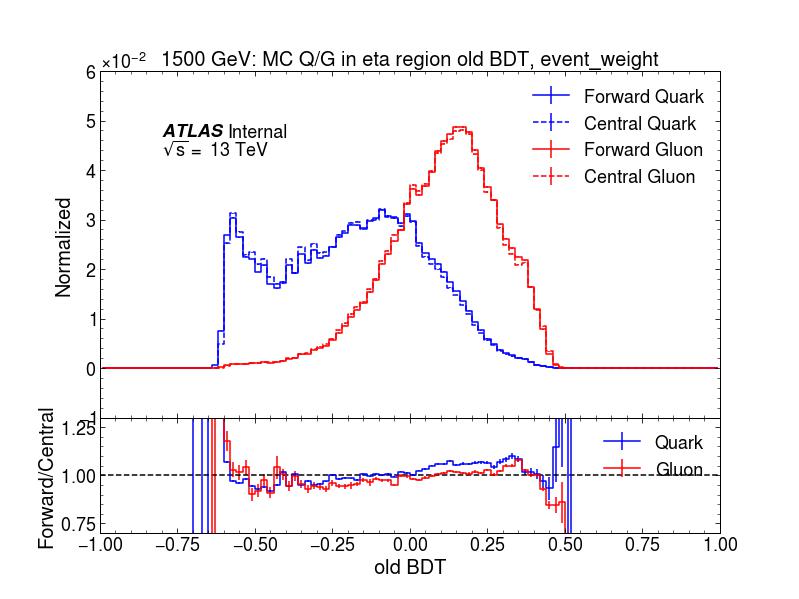 ×10⁻² 1500 GeV: MC Q/G in eta region old BDT, event_weight
6
5
4
3
2
1
0
−1
Normalized
ATLAS Internal
√s = 13 TeV
Forward Quark
Central Quark
Forward Gluon
Central Gluon
1.25
1.00
0.75
Forward/Central
Quark
Gluon
−1.00 −0.75 −0.50 −0.25 0.00 0.25 0.50 0.75 1.00
old BDT